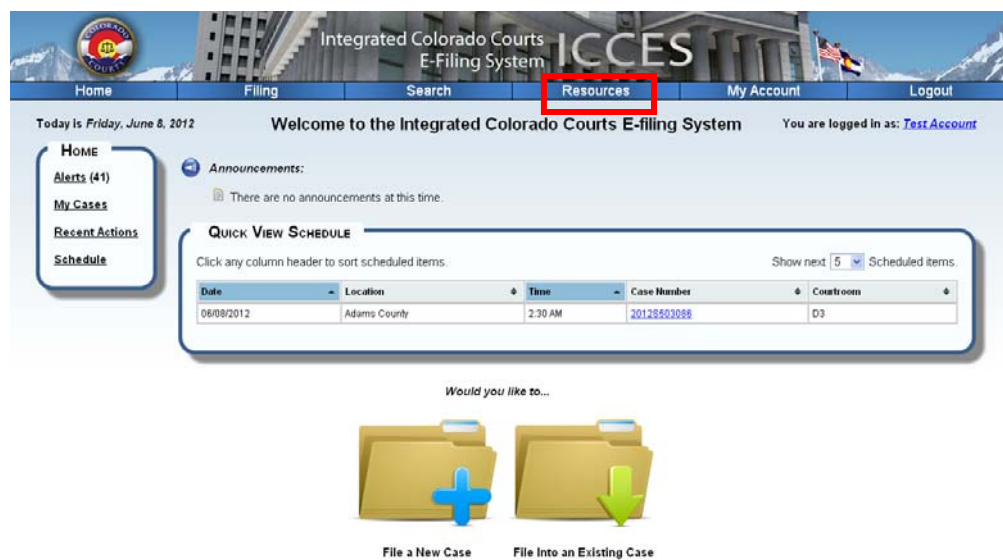 COLORADO
COURTS
Integrated Colorado Courts
E-Filing System
ICCES
Home Filing Search Resources My Account Logout
Today is Friday, June 8, 2012
Welcome to the Integrated Colorado Courts E-filing System
You are logged in as: Test Account
HOME
Alerts (41)
My Cases
Recent Actions
Schedule
Announcements:
There are no announcements at this time.
QUICK VIEW SCHEDULE
Click any column header to sort scheduled items.
Show next 5 Scheduled items.
Date Location Time Case Number Courtroom
06/08/2012 Adams County 2:30 AM 2012S503086 D3
Would you like to...
File a New Case
File Into an Existing Case